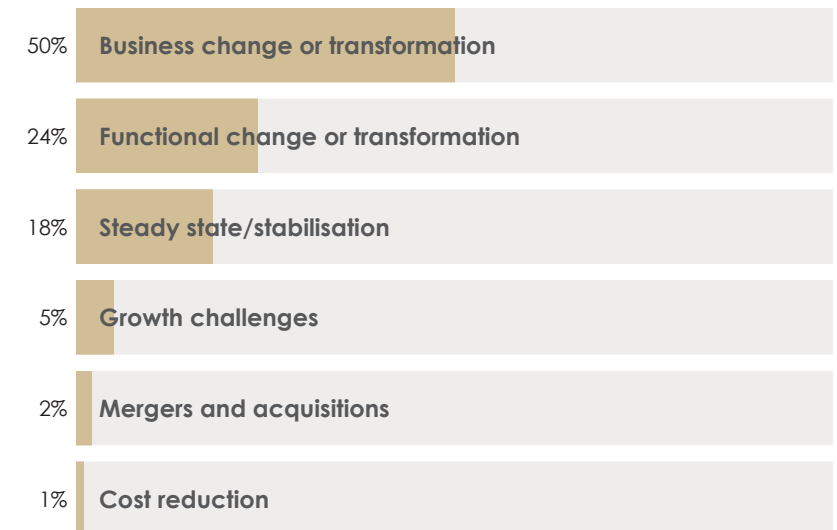 50% Business change or transformation
24% Functional change or transformation
18% Steady state/stabilisation
5% Growth challenges
2% Mergers and acquisitions
1% Cost reduction